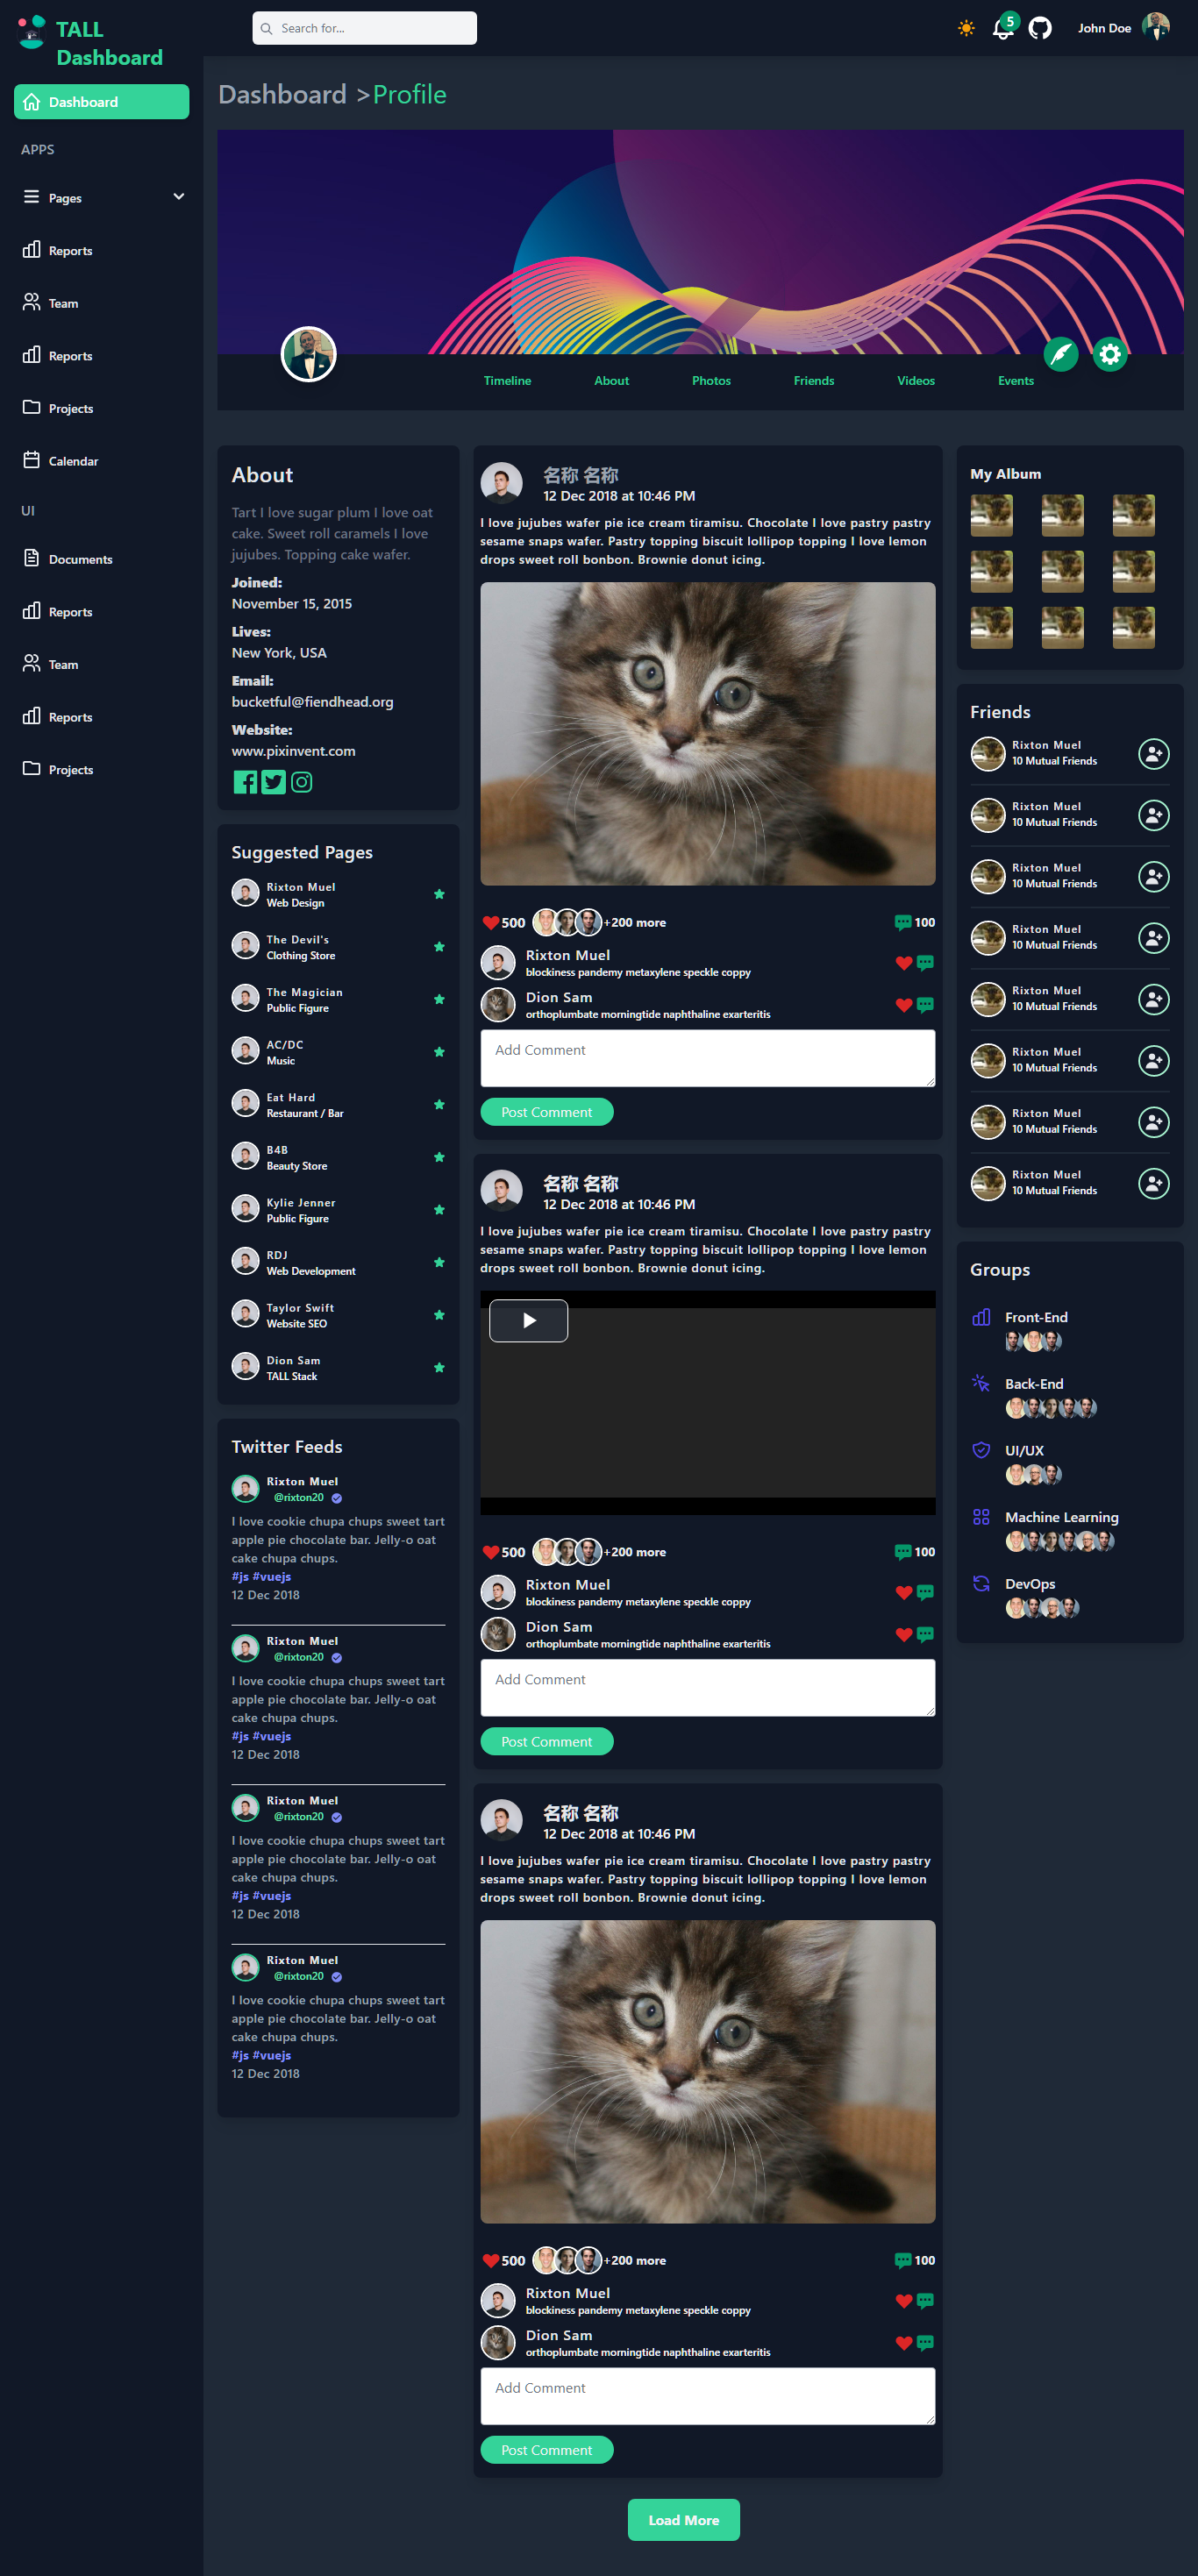 TALL
Dashboard
Search for...
5
John Doe
Dashboard
APPS
Pages
Reports
Team
Reports
Projects
Calendar
UI
Documents
Reports
Team
Reports
Projects
Dashboard >Profile
Timeline
About
Photos
Friends
Videos
Events
About
Tart I love sugar plum I love oat
cake. Sweet roll caramels I love
jujubes. Topping cake wafer.
Joined:
November 15, 2015
Lives:
New York, USA
Email:
bucketful@fiendhead.org
Website:
www.pixinvent.com
Suggested Pages
Rixton Muel
Web Design
The Devil's
Clothing Store
The Magician
Public Figure
AC/DC
Music
Eat Hard
Restaurant / Bar
B4B
Beauty Store
Kylie Jenner
Public Figure
RDJ
Web Development
Taylor Swift
Website SEO
Dion Sam
TALL Stack
Twitter Feeds
Rixton Muel
@rixton20
I love cookie chupa chups sweet tart
apple pie chocolate bar. Jelly-o oat
cake chupa chups.
#js #vuejs
12 Dec 2018
Rixton Muel
@rixton20
I love cookie chupa chups sweet tart
apple pie chocolate bar. Jelly-o oat
cake chupa chups.
#js #vuejs
12 Dec 2018
Rixton Muel
@rixton20
I love cookie chupa chups sweet tart
apple pie chocolate bar. Jelly-o oat
cake chupa chups.
#js #vuejs
12 Dec 2018
Rixton Muel
@rixton20
I love cookie chupa chups sweet tart
apple pie chocolate bar. Jelly-o oat
cake chupa chups.
#js #vuejs
12 Dec 2018
名称 名称
12 Dec 2018 at 10:46 PM
I love jujubes wafer pie ice cream tiramisu. Chocolate I love pastry pastry
sesame snaps wafer. Pastry topping biscuit lollipop topping I love lemon
drops sweet roll bonbon. Brownie donut icing.
500
+200 more
100
Rixton Muel
blockiness pandemy metaxylene speckle coppy
Dion Sam
orthoplumbate morningtide naphthaline exarteritis
Add Comment
Post Comment
名称 名称
12 Dec 2018 at 10:46 PM
I love jujubes wafer pie ice cream tiramisu. Chocolate I love pastry pastry
sesame snaps wafer. Pastry topping biscuit lollipop topping I love lemon
drops sweet roll bonbon. Brownie donut icing.
500
+200 more
100
Rixton Muel
blockiness pandemy metaxylene speckle coppy
Dion Sam
orthoplumbate morningtide naphthaline exarteritis
Add Comment
Post Comment
名称 名称
12 Dec 2018 at 10:46 PM
I love jujubes wafer pie ice cream tiramisu. Chocolate I love pastry pastry
sesame snaps wafer. Pastry topping biscuit lollipop topping I love lemon
drops sweet roll bonbon. Brownie donut icing.
500
+200 more
100
Rixton Muel
blockiness pandemy metaxylene speckle coppy
Dion Sam
orthoplumbate morningtide naphthaline exarteritis
Add Comment
Post Comment
Load More
My Album
Friends
Rixton Muel
10 Mutual Friends
Rixton Muel
10 Mutual Friends
Rixton Muel
10 Mutual Friends
Rixton Muel
10 Mutual Friends
Rixton Muel
10 Mutual Friends
Rixton Muel
10 Mutual Friends
Rixton Muel
10 Mutual Friends
Rixton Muel
10 Mutual Friends
Groups
Front-End
Back-End
UI/UX
Machine Learning
DevOps